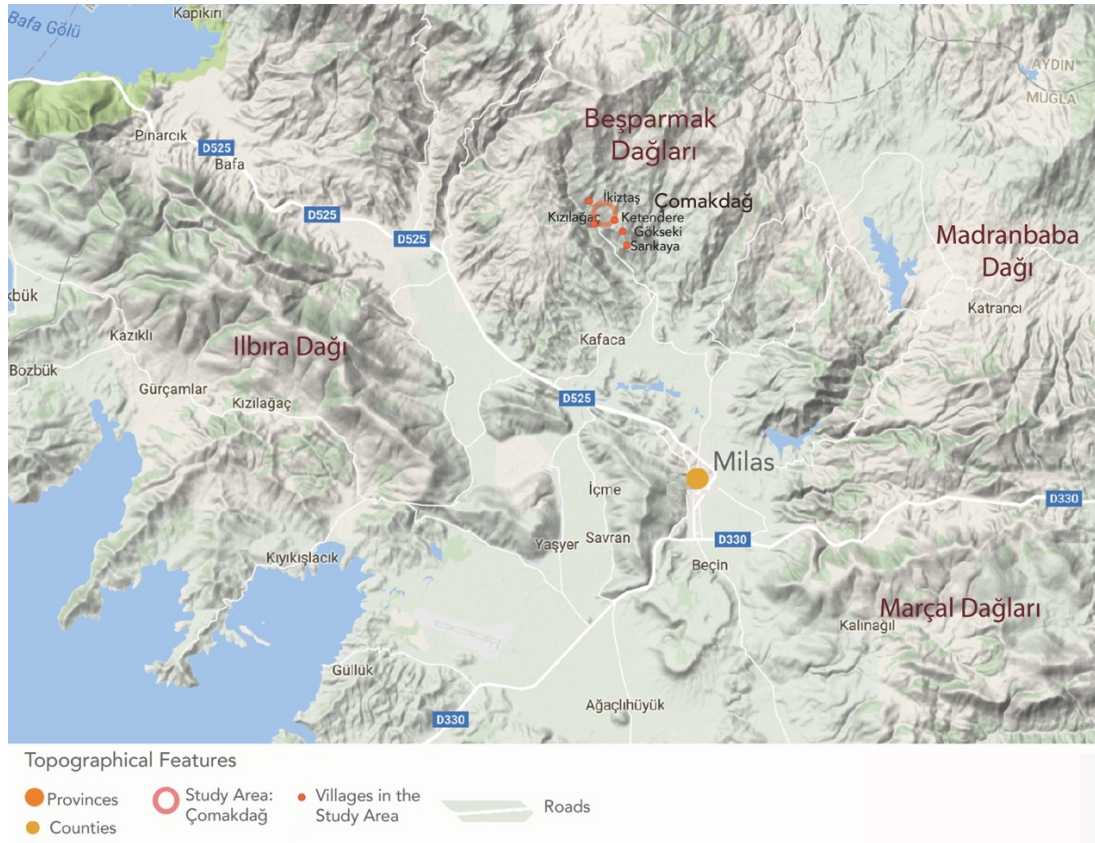 Kapıkırı
Bafa Gölü
AYDIN
MUĞLA
Beşparmak
Dağları
Pınarcık
D525
Bafa
İkiztaş
Çomakdağ
D525
Kızılağaç
Ketendere
D525
Gökseki
Sarıkaya
Madranbaba
Dağı
kbük
Katrancı
Kazıklı
Ilbıra Dağı
Kafaca
Bozbük
Gürçamlar
Kızılağaç
D525
Milas
İçme
D330
Yaşyer
Savran
D330
Kıyıkışlacık
Beçin
Marçal Dağları
Kalınağıl
Güllük
Ağaçlıhüyük
D330
Topographical Features
Provinces
Counties
Study Area:
Çomakdağ
Villages in the
Study Area
Roads